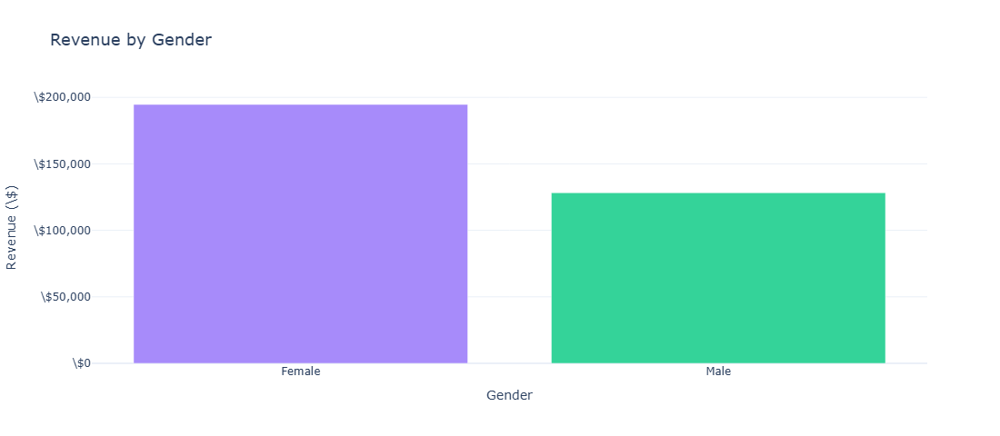 Revenue by Gender
\$200,000
\$150,000
\$100,000
\$50,000
\$0
Revenue (\$)
Female
Male
Gender